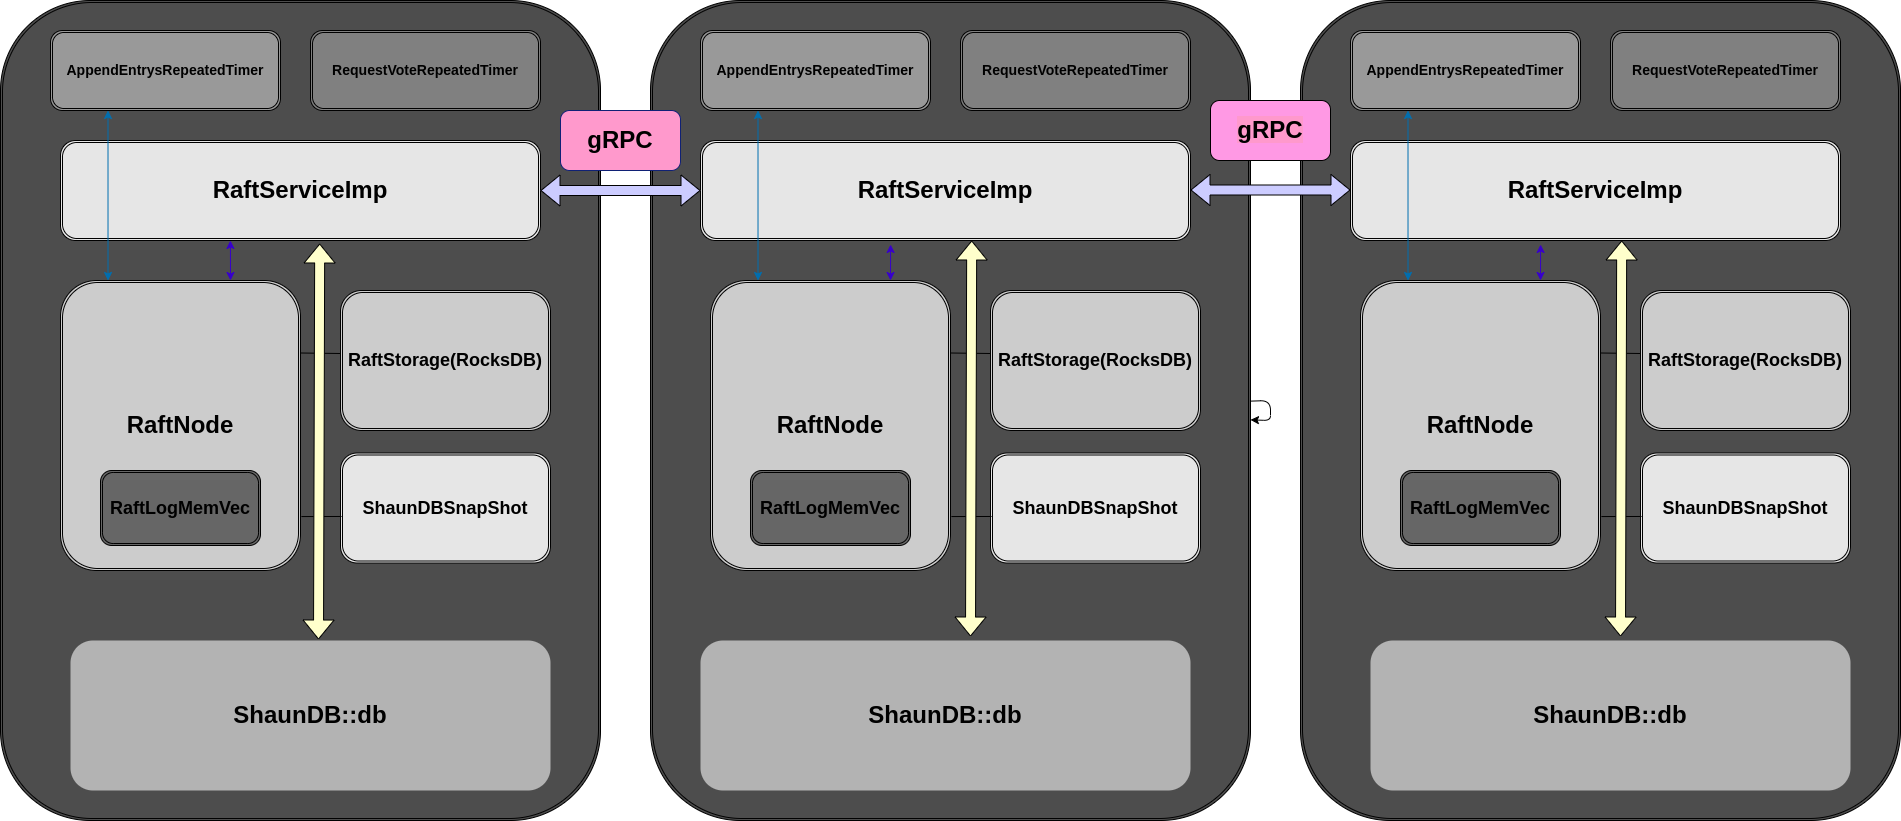 AppendEntrysRepeatedTimer
RequestVoteRepeatedTimer
RaftServiceImp
RaftNode
RaftLogMemVec
RaftStorage(RocksDB)
ShaunDBSnapShot
ShaunDB::db
gRPC
AppendEntrysRepeatedTimer
RequestVoteRepeatedTimer
RaftServiceImp
RaftNode
RaftLogMemVec
RaftStorage(RocksDB)
ShaunDBSnapShot
ShaunDB::db
gRPC
AppendEntrysRepeatedTimer
RequestVoteRepeatedTimer
RaftServiceImp
RaftNode
RaftLogMemVec
RaftStorage(RocksDB)
ShaunDBSnapShot
ShaunDB::db